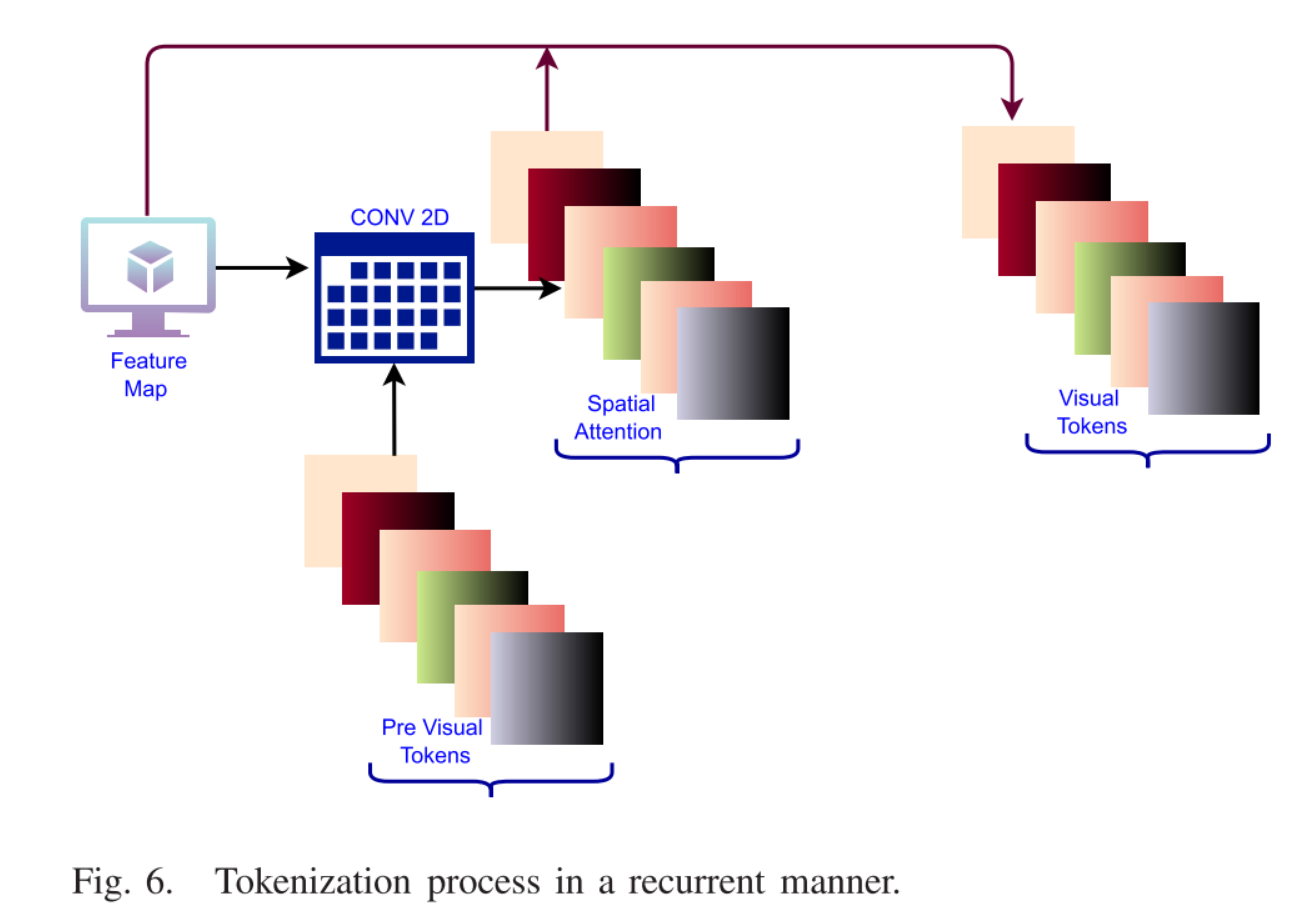 CONV 2D
Feature
Map
Spatial
Attention
Visual
Tokens
Pre Visual
Tokens
Fig. 6. Tokenization process in a recurrent manner.